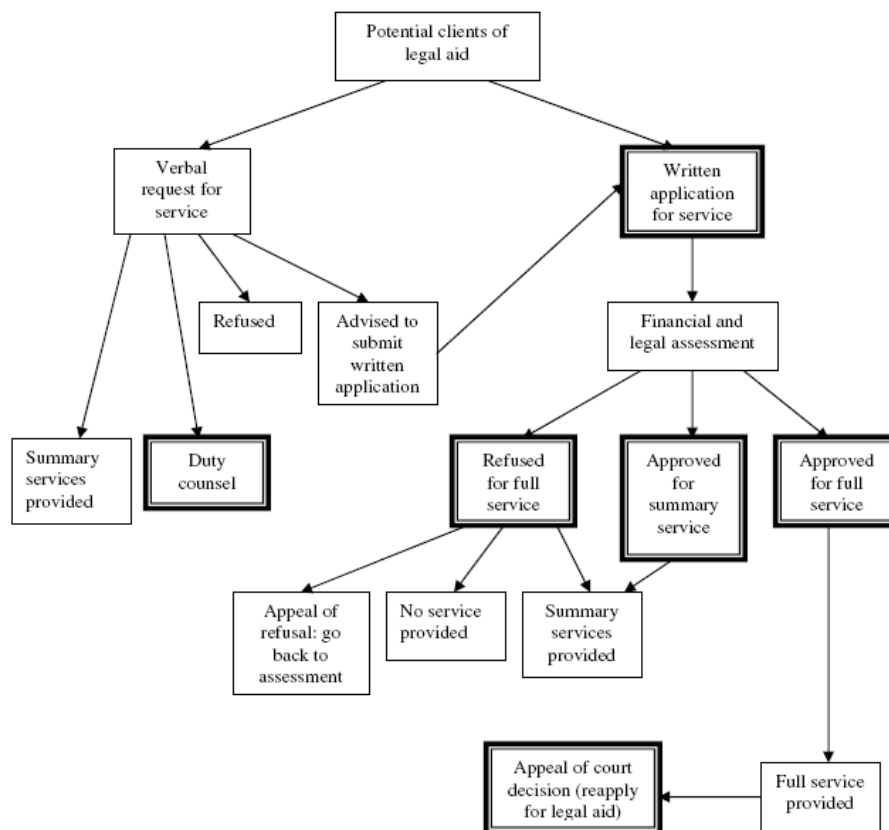 Potential clients of
legal aid
Verbal
request for
service
Written
application
for service
Refused
Advised to
submit
written
application
Financial and
legal assessment
Summary
services
provided
Duty
counsel
Refused
for full
service
Approved
for
summary
service
Approved
for full
service
Appeal of
refusal: go
back to
assessment
No service
provided
Summary
services
provided
Appeal of court
decision (reapply
for legal aid)
Full service
provided